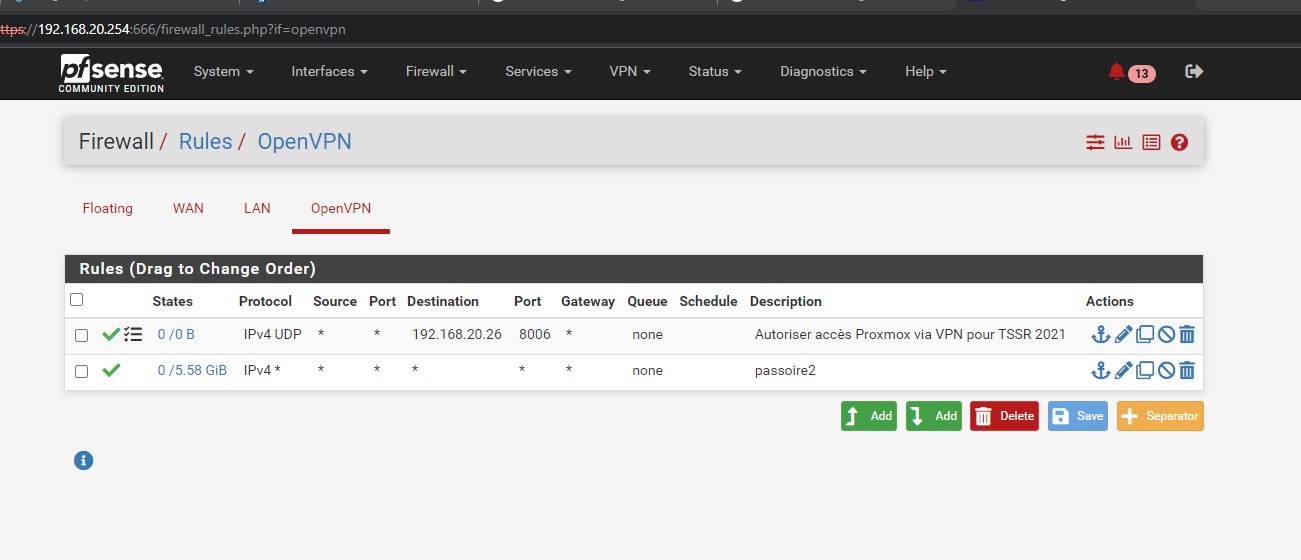 ttps://192.168.20.254:666/firewall_rules.php?if=openvpn
pfsense System Interfaces Firewall Services VPN Status Diagnostics Help 13
COMMUNITY EDITION
Firewall / Rules / OpenVPN
Floating WAN LAN OpenVPN
Rules (Drag to Change Order)
States Protocol Source Port Destination Port Gateway Queue Schedule Description Actions
0 /0 B IPv4 UDP * * 192.168.20.26 8006 * none Autoriser accès Proxmox via VPN pour TSSR 2021
0 /5.58 GiB IPv4 * * * * * * none passoire2
Add Add Delete Save Separator